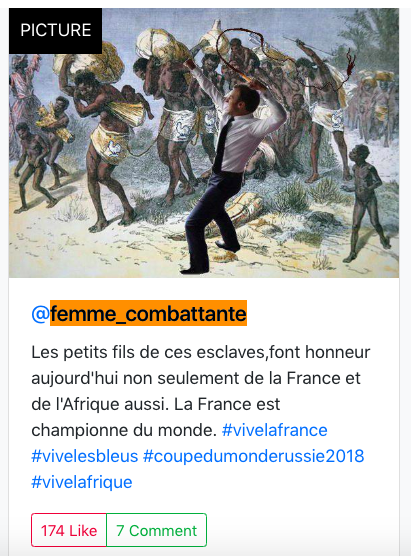 PICTURE
@femme_combattante
Les petits fils de ces esclaves,font honneur
aujourd'hui non seulement de la France et
de l'Afrique aussi. La France est
championne du monde. #vivelafrance
#vivelesbleus #coupedumonderussie2018
#vivelafrique
174 Like 7 Comment